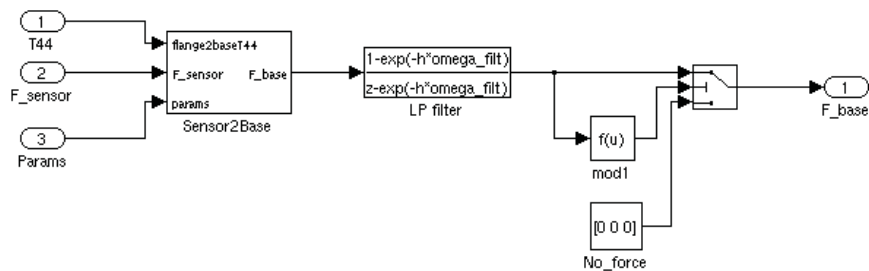 1
T44
2
F_sensor
3
Params
flange2baseT44
F_sensor
F_base
params
Sensor2Base
1-exp(-h*omega_filt)
z-exp(-h*omega_filt)
LP filter
f(u)
mod1
[0 0 0]
No_force
1
F_base